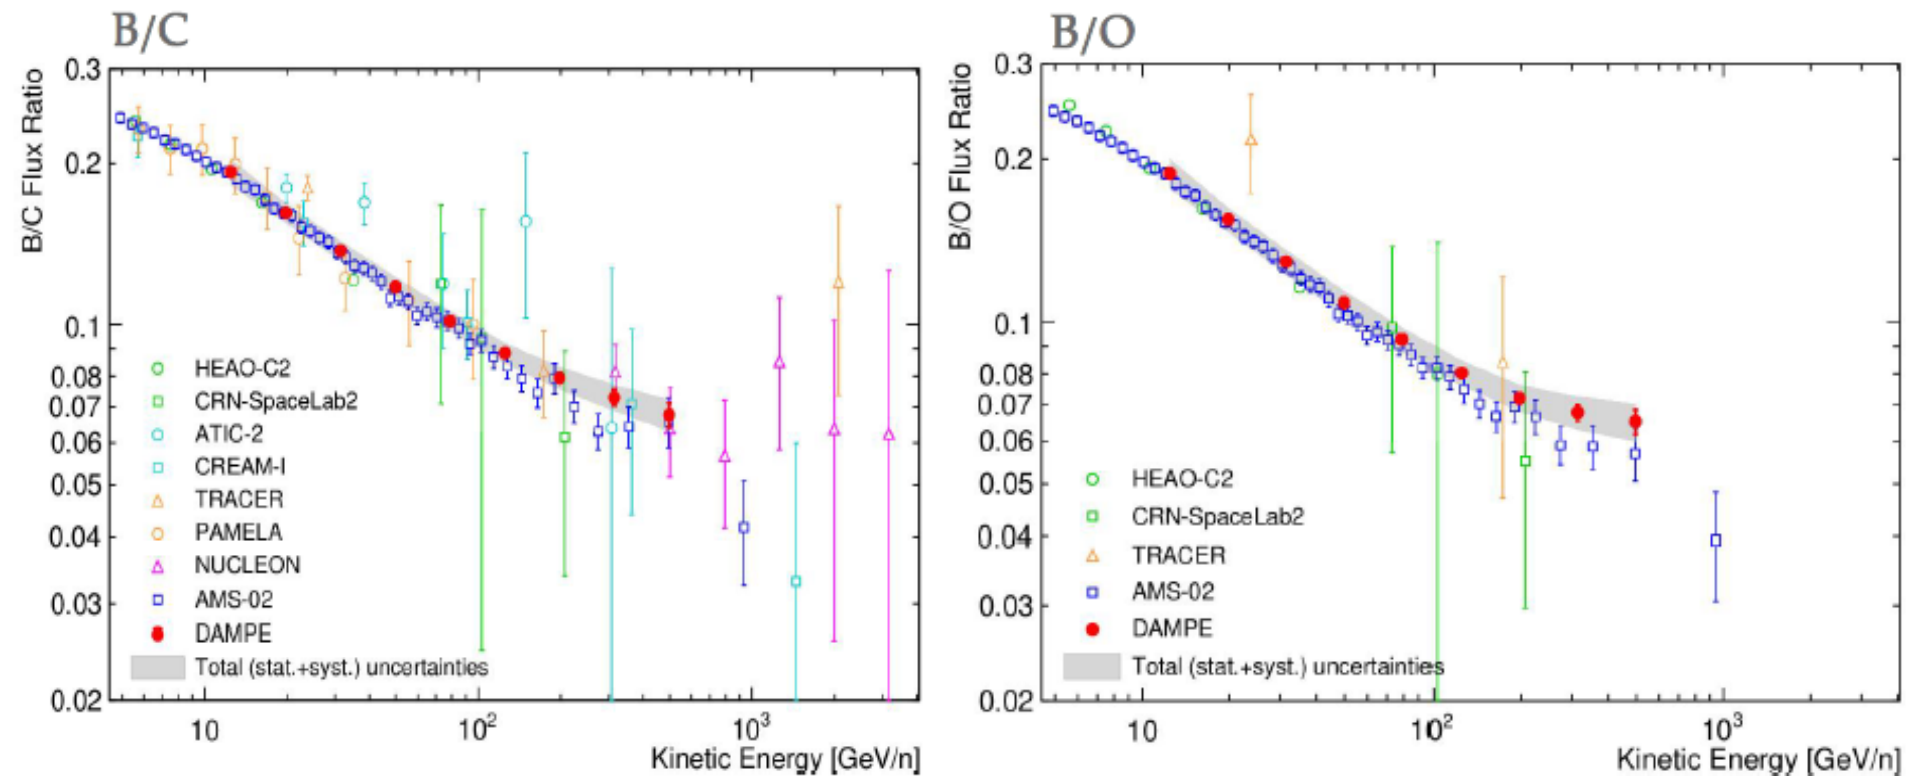 B/C
B/C Flux Ratio
0.3
0.2
0.1
0.08
0.07
0.06
0.05
0.04
0.03
0.02
HEAO-C2
CRN-SpaceLab2
ATIC-2
CREAM-I
TRACER
PAMELA
NUCLEON
AMS-02
DAMPE
Total (stat.+syst.) uncertainties
10
10²
10³
Kinetic Energy [GeV/n]
B/O
B/O Flux Ratio
0.3
0.2
0.1
0.08
0.07
0.06
0.05
0.04
0.03
0.02
HEAO-C2
CRN-SpaceLab2
TRACER
AMS-02
DAMPE
Total (stat.+syst.) uncertainties
10
10²
10³
Kinetic Energy [GeV/n]